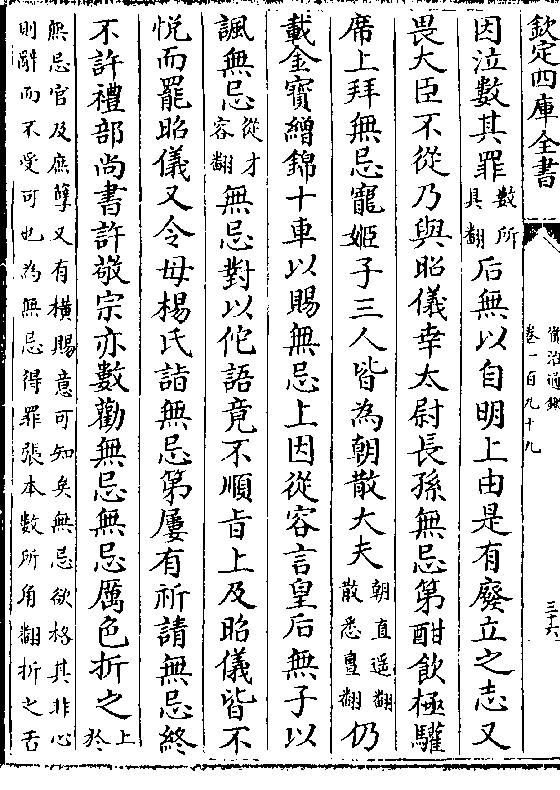 欽定四庫全書
資治通鑑
卷一百九十九
三十六
因泣數其罪數所具翻后無以自明上由是有廢立之志又
畏大臣不從乃與昭儀幸太尉長孫無忌第酣飲極驩
席上拜無忌寵姬子三人皆為朝散大夫朝直遥翻散悉亶翻仍
載金寶繒錦十車以賜無忌上因從容言皇后無子以
諷無忌從才容翻無忌對以佗語竟不順旨上及昭儀皆不
悅而罷昭儀又令母楊氏詣無忌第屢有祈請無忌終
不許禮部尚書許敬宗亦數勸無忌無忌厲色折之上於
無忌官及庶孽又有橫賜意可知矣無忌欲格其非心
則辭而不受可也為無忌得罪張本數所角翻折之舌